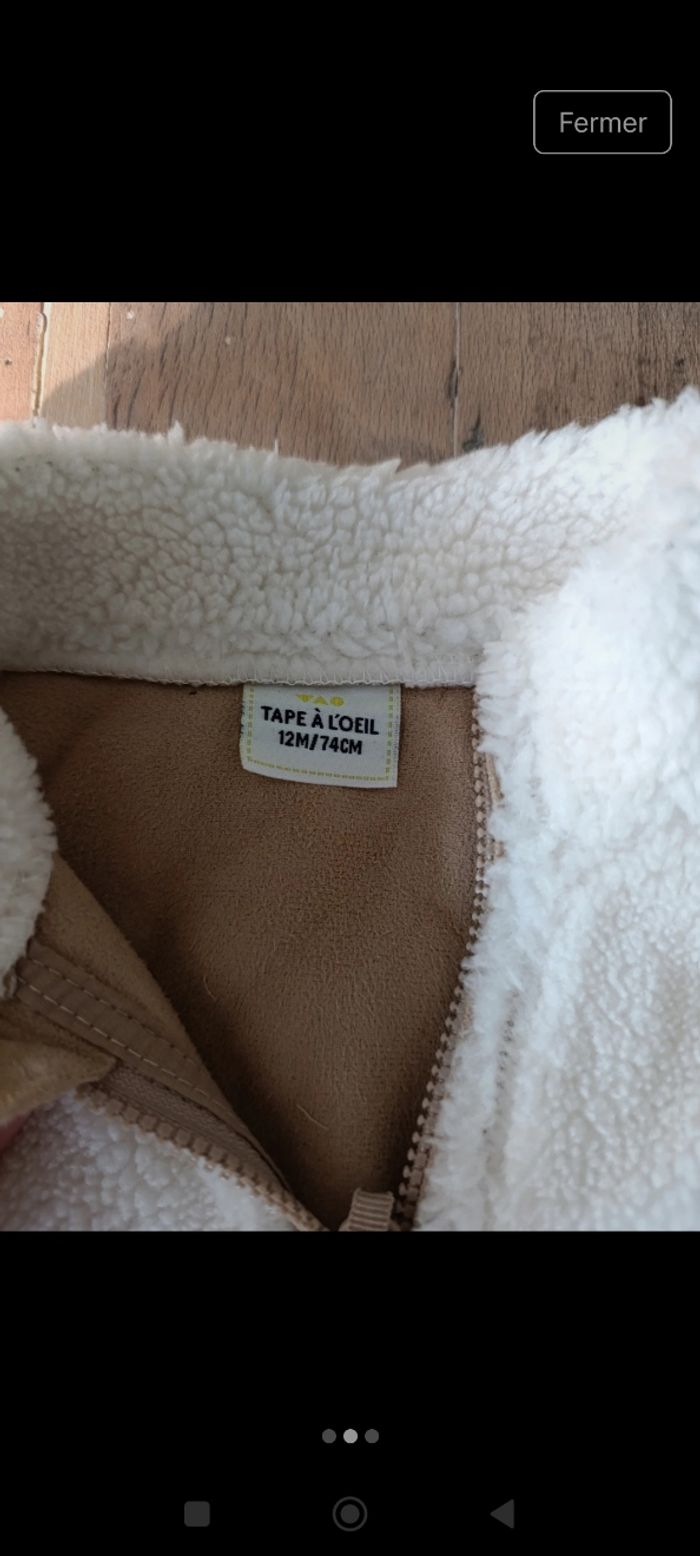 Fermer
TAO
TAPE À L'OEIL
12M/74CM